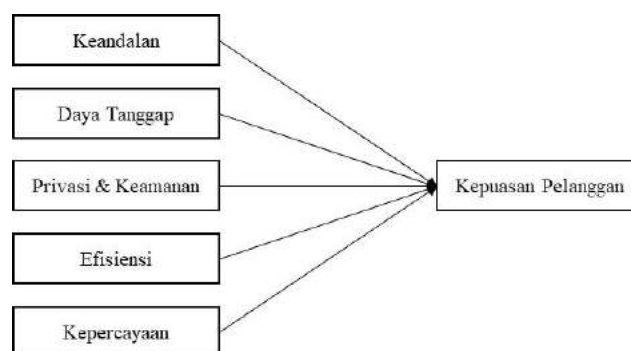 Keandalan
Daya Tanggap
Privasi & Keamanan
Kepuasan Pelanggan
Efisiensi
Kepercayaan